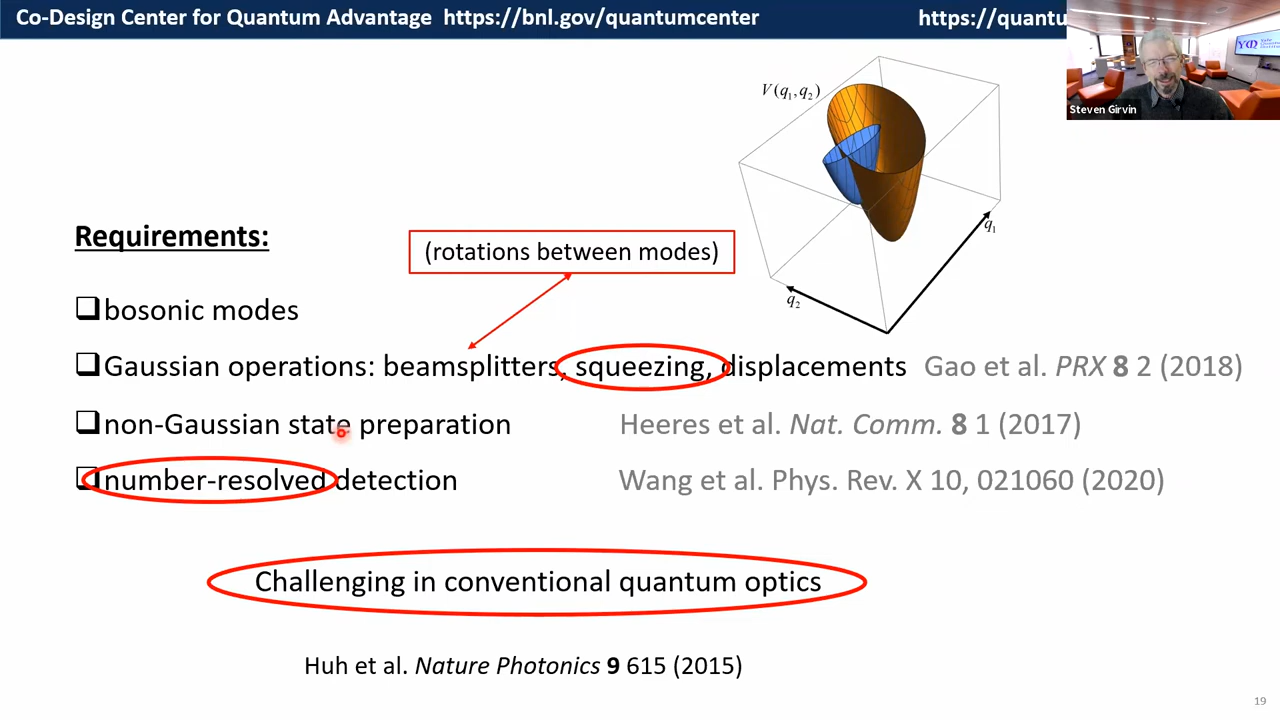 Co-Design Center for Quantum Advantage https://bnl.gov/quantumcenter https://quantu
Steven Girvin
V(q1,q2)
q1
q2
Requirements:
(rotations between modes)
❑bosonic modes
❑Gaussian operations: beamsplitters, squeezing, displacements Gao et al. PRX 8 2 (2018)
❑non-Gaussian state preparation Heeres et al. Nat. Comm. 8 1 (2017)
❑number-resolved detection Wang et al. Phys. Rev. X 10, 021060 (2020)
Challenging in conventional quantum optics
Huh et al. Nature Photonics 9 615 (2015)
19